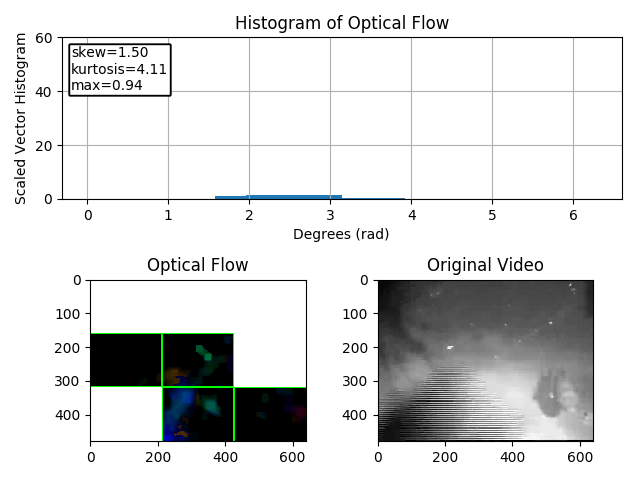 Histogram of Optical Flow
Scaled Vector Histogram
60
40
20
0
skew=1.50
kurtosis=4.11
max=0.94
0 1 2 3 4 5 6
Degrees (rad)
Optical Flow
0
100
200
300
400
0 200 400 600
Original Video
0
100
200
300
400
0 200 400 600